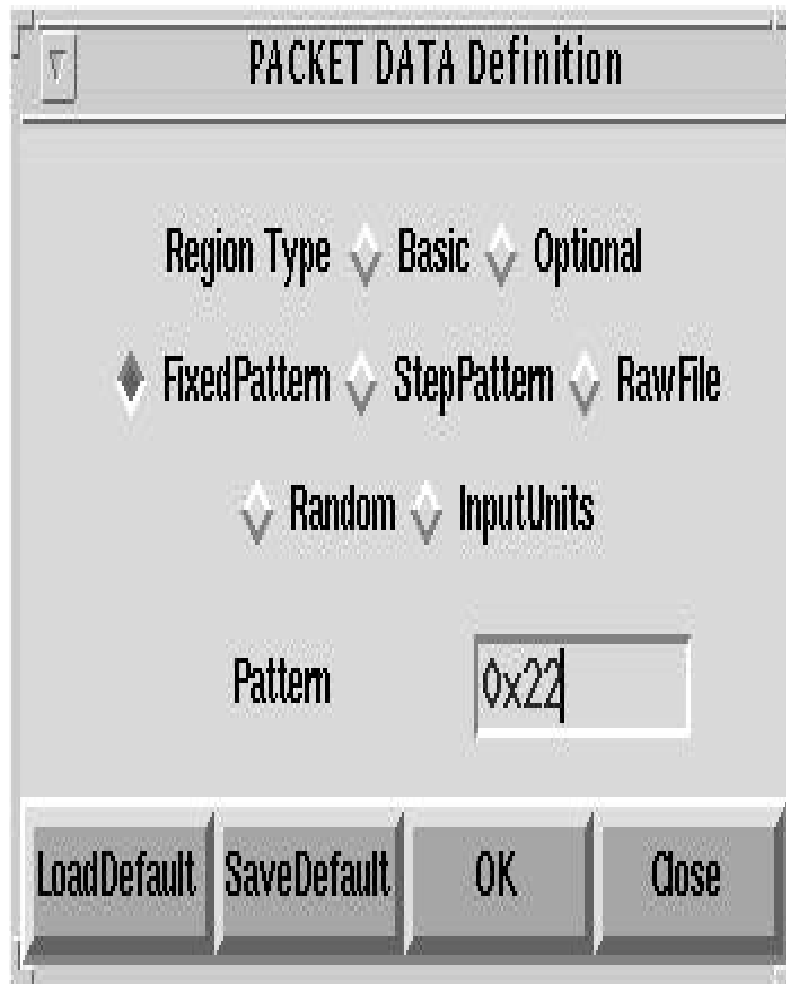 PACKET DATA Definition
Region Type Basic Optional
FixedPattern StepPattern RawFile
Random InputUnits
Pattern 0x22
LoadDefault SaveDefault OK Close